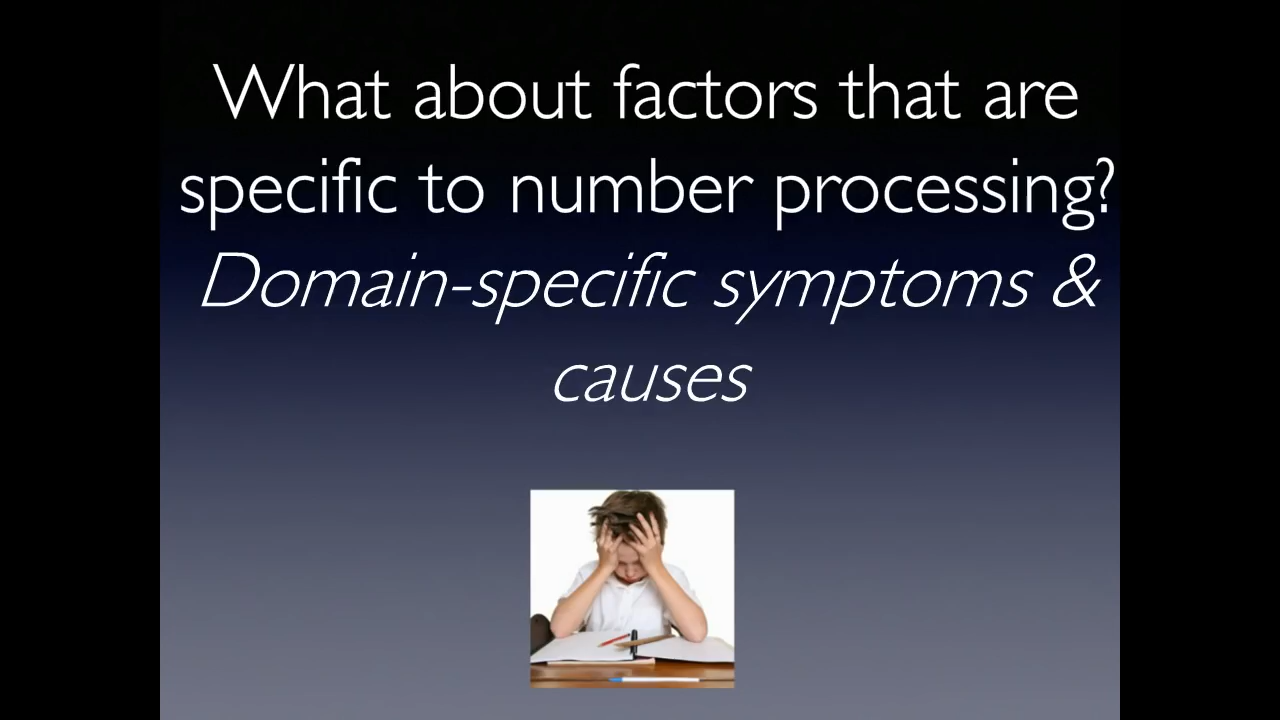 What about factors that are
specific to number processing?
Domain-specific symptoms &
causes